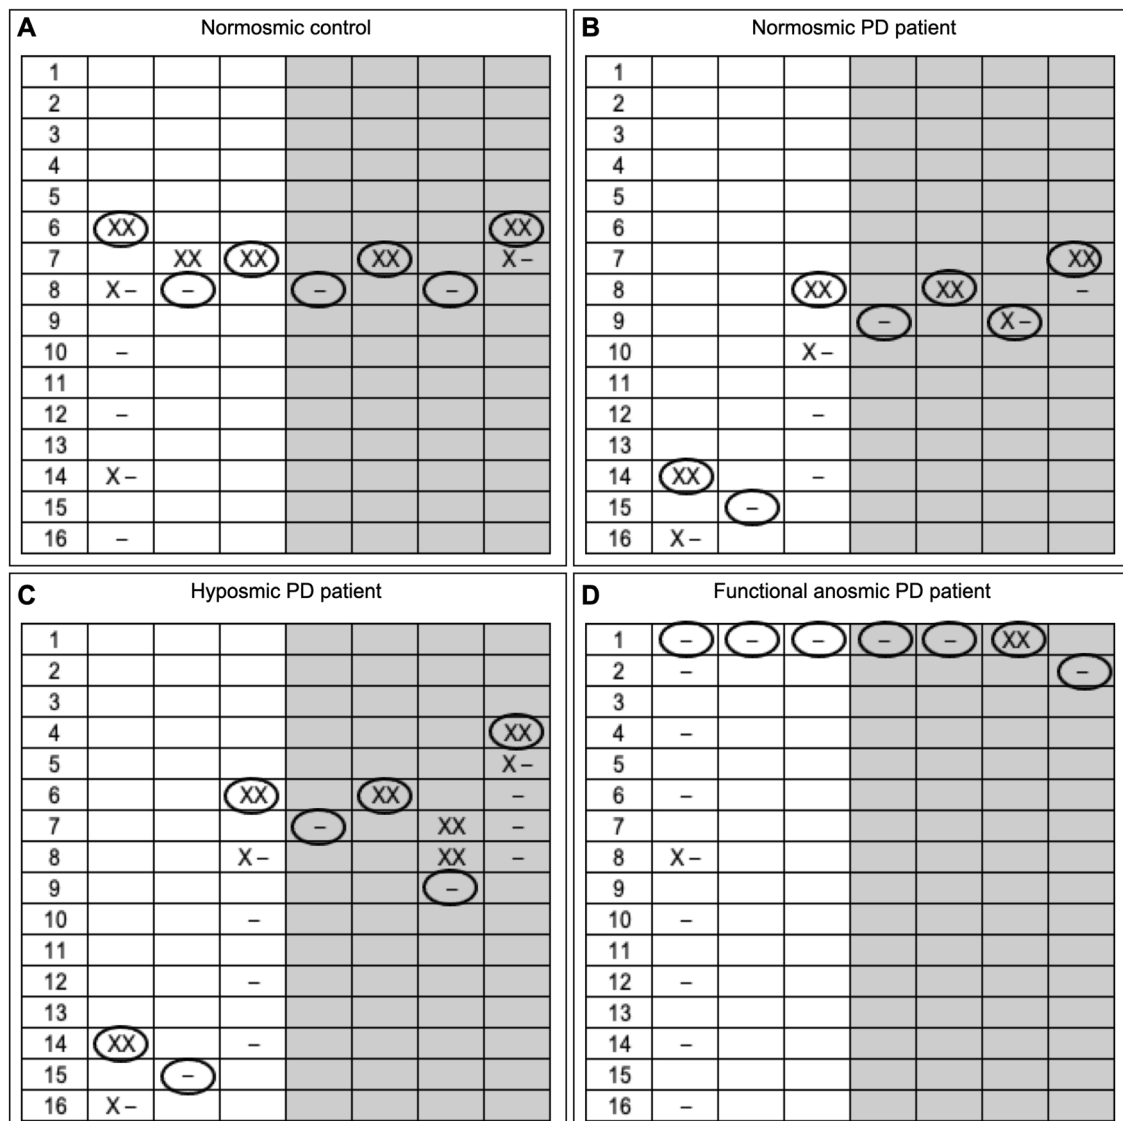 A Normosmic control
1
2
3
4
5
6 XX XX
7 XX XX XX X –
8 X – – – –
9
10 –
11
12 –
13
14 X –
15
16 –
B Normosmic PD patient
1
2
3
4
5
6
7 XX
8 XX XX –
9 – X –
10 X –
11
12 –
13
14 XX –
15 –
16 X –
C Hyposmic PD patient
1
2
3
4 XX
5 X –
6 XX XX –
7 – XX –
8 X – XX –
9 –
10 –
11
12 –
13
14 XX –
15 –
16 X –
D Functional anosmic PD patient
1 – – – – – XX
2 – –
3
4 –
5
6 –
7
8 X –
9
10 –
11
12 –
13
14 –
15
16 –